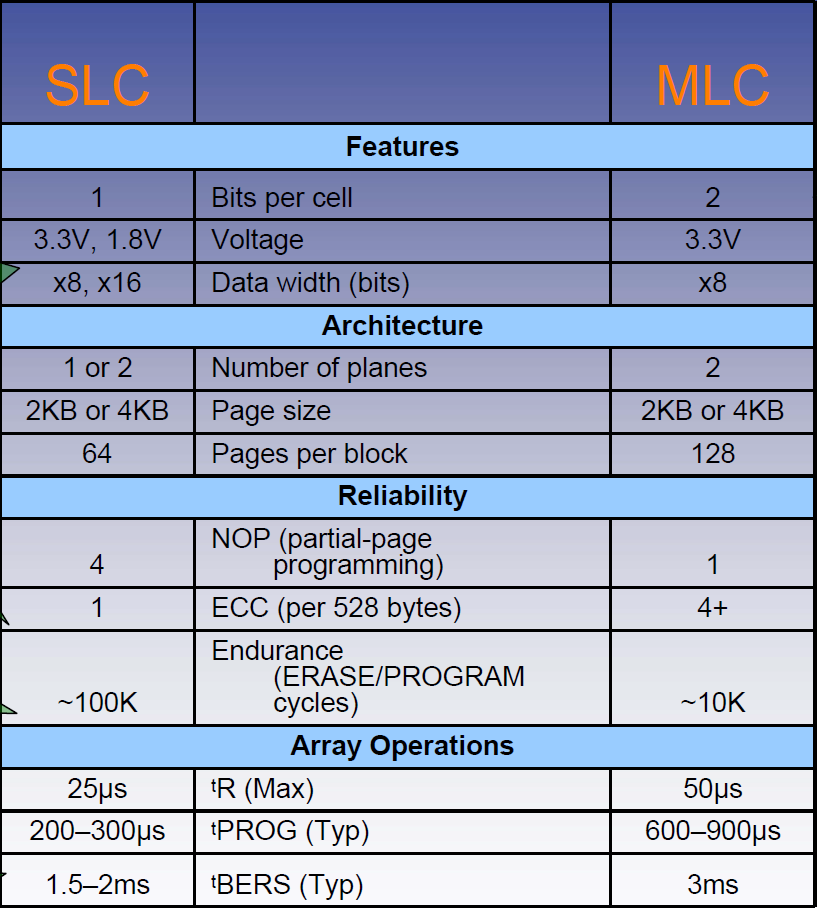 SLC MLC
Features
1 Bits per cell 2
3.3V, 1.8V Voltage 3.3V
x8, x16 Data width (bits) x8
Architecture
1 or 2 Number of planes 2
2KB or 4KB Page size 2KB or 4KB
64 Pages per block 128
Reliability
NOP (partial-page
4 programming) 1
1 ECC (per 528 bytes) 4+
Endurance
(ERASE/PROGRAM
~100K cycles) ~10K
Array Operations
25µs tR (Max) 50µs
200–300µs tPROG (Typ) 600–900µs
1.5–2ms tBERS (Typ) 3ms